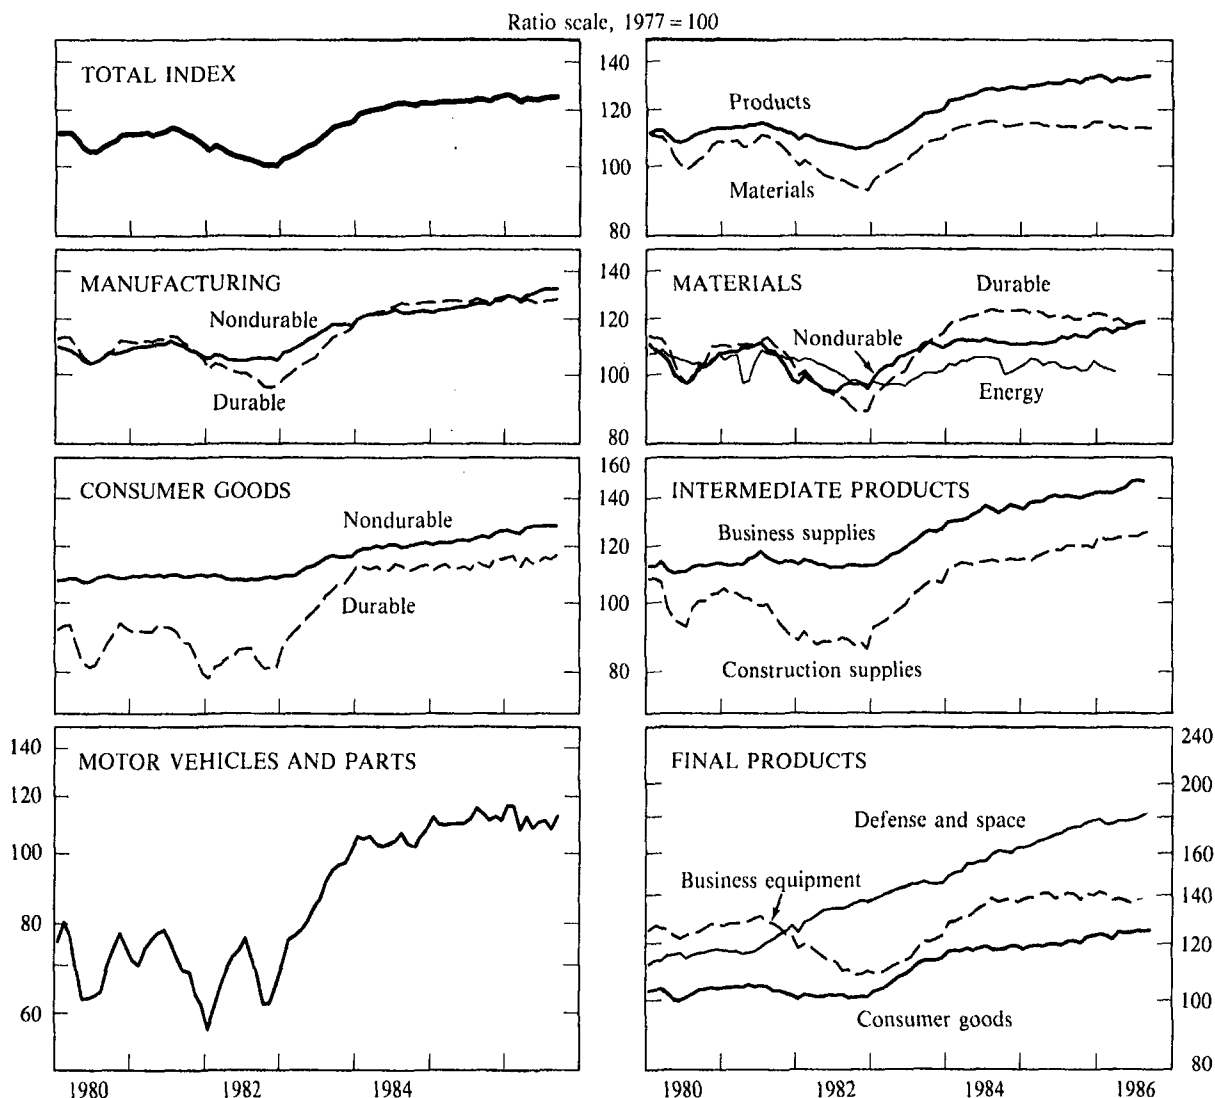 Ratio scale, 1977 = 100
TOTAL INDEX
140
120
100
80
Products
Materials
MANUFACTURING
Nondurable
Durable
140
120
100
80
MATERIALS
Durable
Nondurable
Energy
CONSUMER GOODS
Nondurable
Durable
160
140
120
100
80
INTERMEDIATE PRODUCTS
Business supplies
Construction supplies
140
120
100
80
60
MOTOR VEHICLES AND PARTS
FINAL PRODUCTS
Defense and space
Business equipment
Consumer goods
240
200
160
140
120
100
80
1980 1982 1984
1980 1982 1984 1986